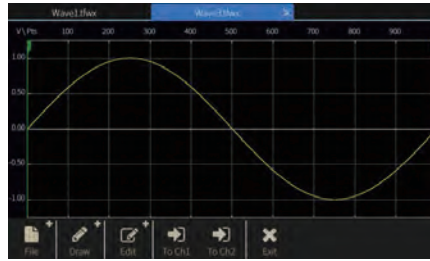 Wave1.tfwx Wave1.tfwx X
V\Pts 100 200 300 400 500 600 700 800 900
1.00
0.50
0.00
-0.50
-1.00
File Draw Edit To Ch1 To Ch2 Exit